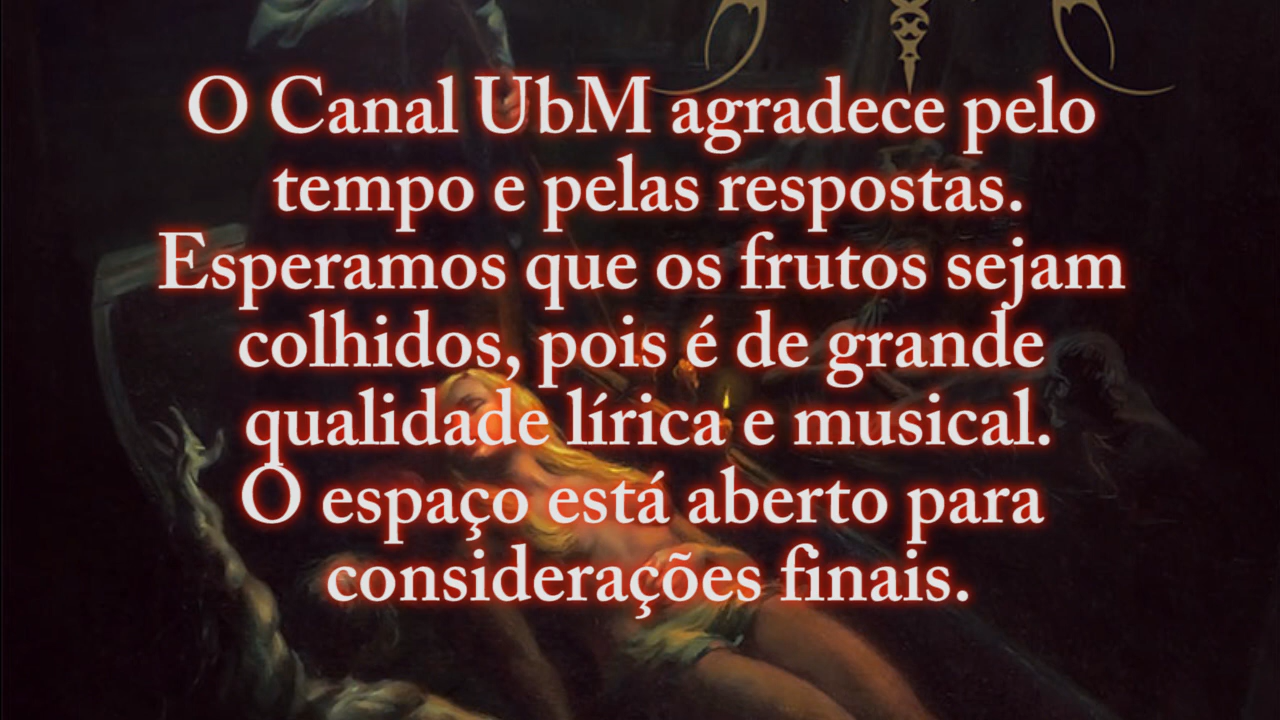 O Canal UbM agradece pelo
tempo e pelas respostas.
Esperamos que os frutos sejam
colhidos, pois é de grande
qualidade lírica e musical.
O espaço está aberto para
considerações finais.